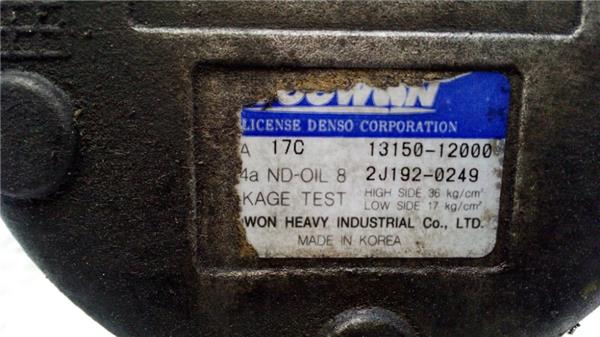 LICENSE DENSO CORPORATION
A 17C 13150-12000
4a ND-OIL 8 2J192-0249
KAGE TEST HIGH SIDE 36 kg/cm²
LOW SIDE 17 kg/cm²
WON HEAVY INDUSTRIAL Co., LTD.
MADE IN KOREA